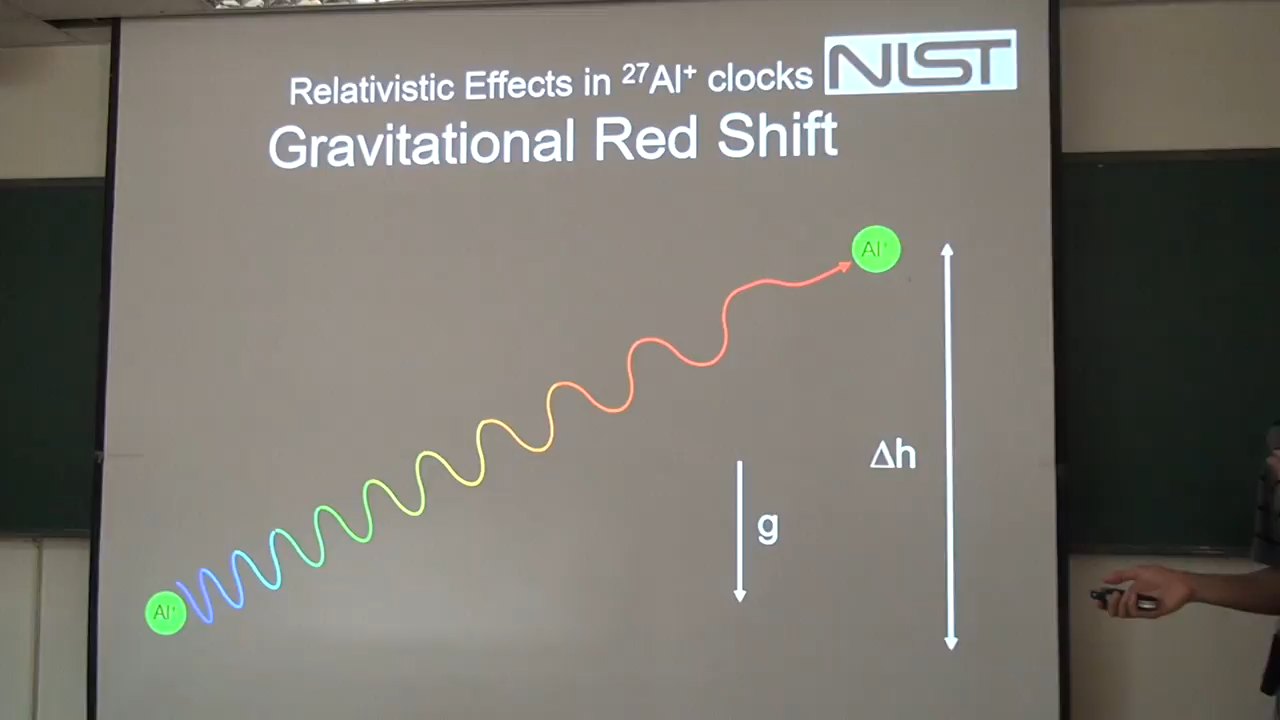 Relativistic Effects in ²⁷Al⁺ clocks
NIST
Gravitational Red Shift
Al⁺
Δh
g
Al⁺